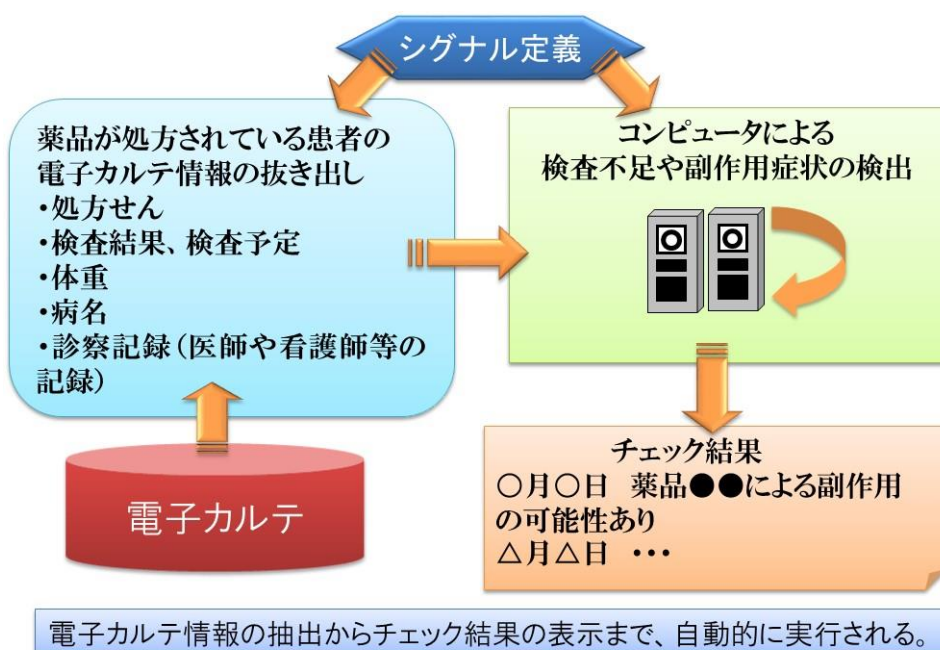 シグナル定義
薬品が処方されている患者の
電子カルテ情報の抜き出し
・処方せん
・検査結果、検査予定
・体重
・病名
・診察記録（医師や看護師等の
記録）
コンピュータによる
検査不足や副作用症状の検出
電子カルテ
チェック結果
○月○日　薬品●●による副作用
の可能性あり
△月△日　・・・
電子カルテ情報の抽出からチェック結果の表示まで、自動的に実行される。